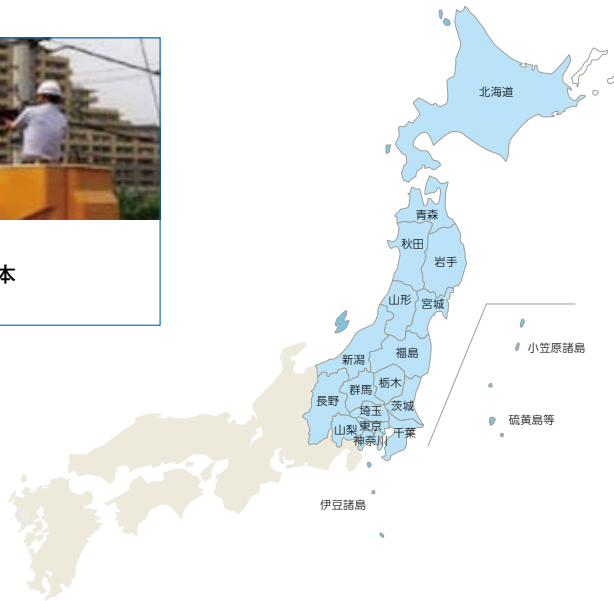 北海道
青森
秋田
岩手
山形
宮城
新潟
福島
群馬
栃木
長野
埼玉
茨城
山梨
東京
神奈川
千葉
小笠原諸島
硫黄島等
伊豆諸島
本